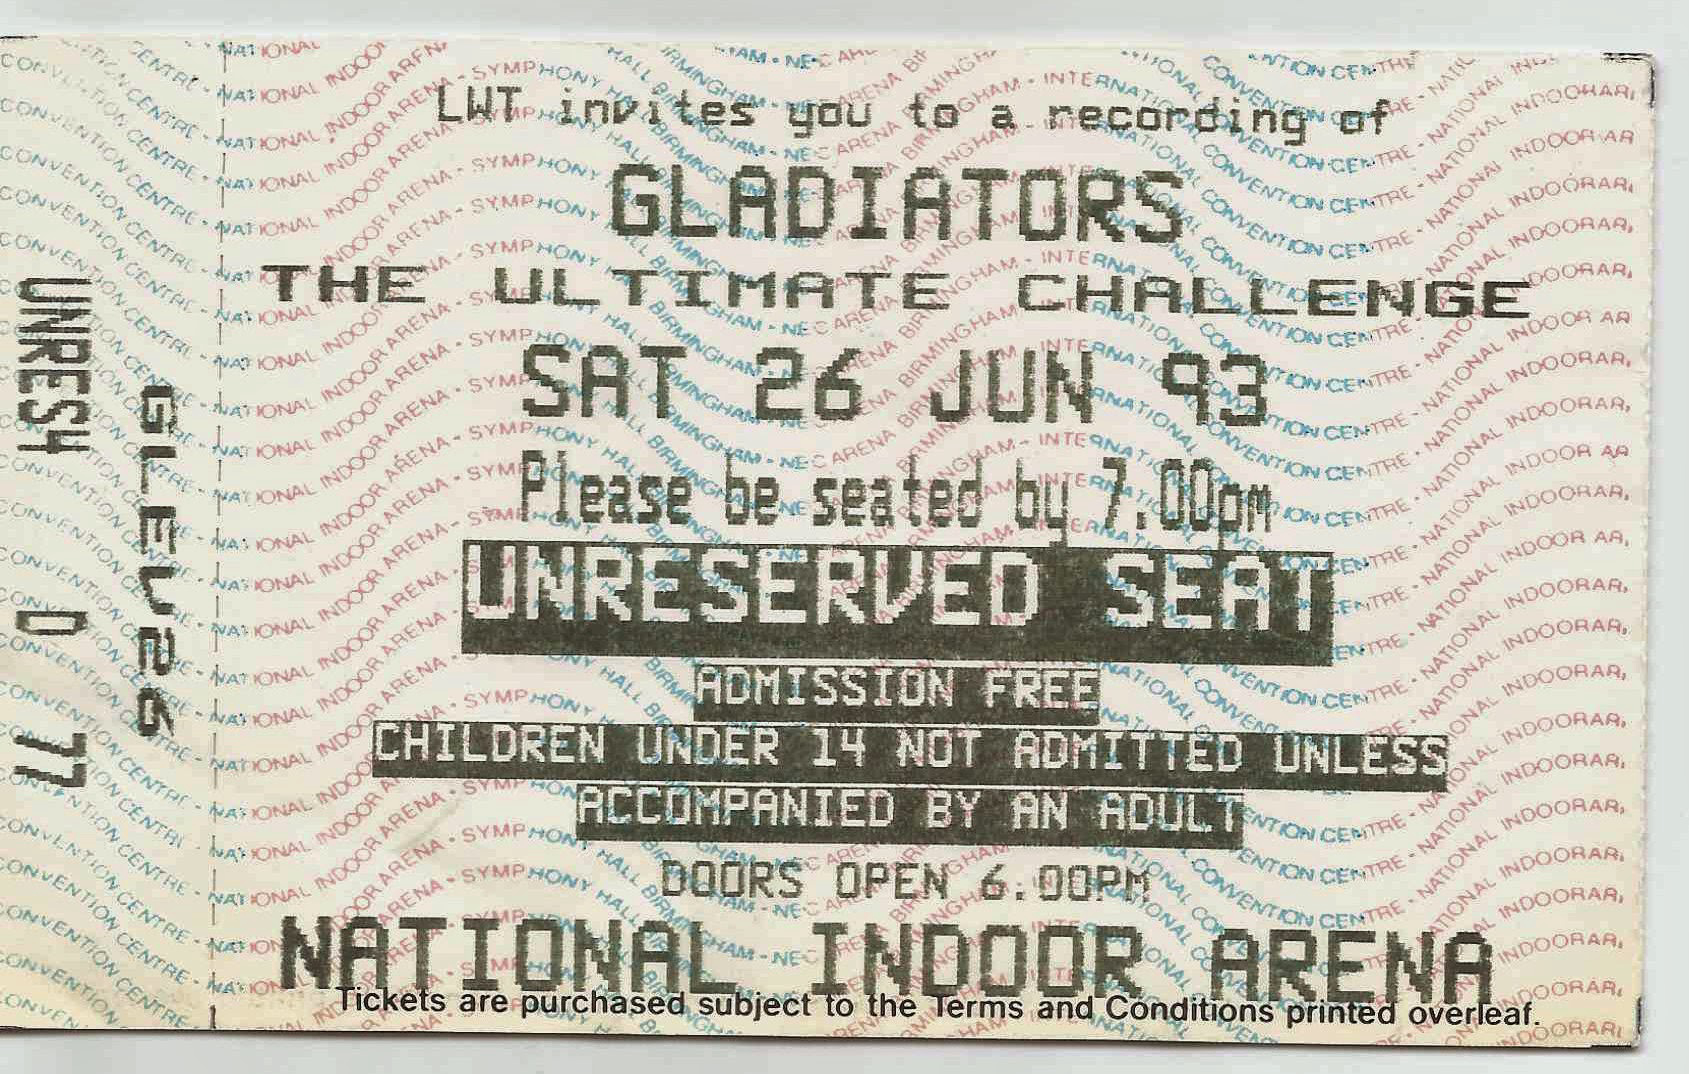 LWT invites you to a recording of
GLADIATORS
THE ULTIMATE CHALLENGE
SAT 26 JUN 93
Please be seated by 7.00pm
UNRESERVED SEAT
ADMISSION FREE
CHILDREN UNDER 14 NOT ADMITTED UNLESS
ACCOMPANIED BY AN ADULT
DOORS OPEN 6.00PM
NATIONAL INDOOR ARENA
Tickets are purchased subject to the Terms and Conditions printed overleaf.
GLEV26
UNRES4 D 77